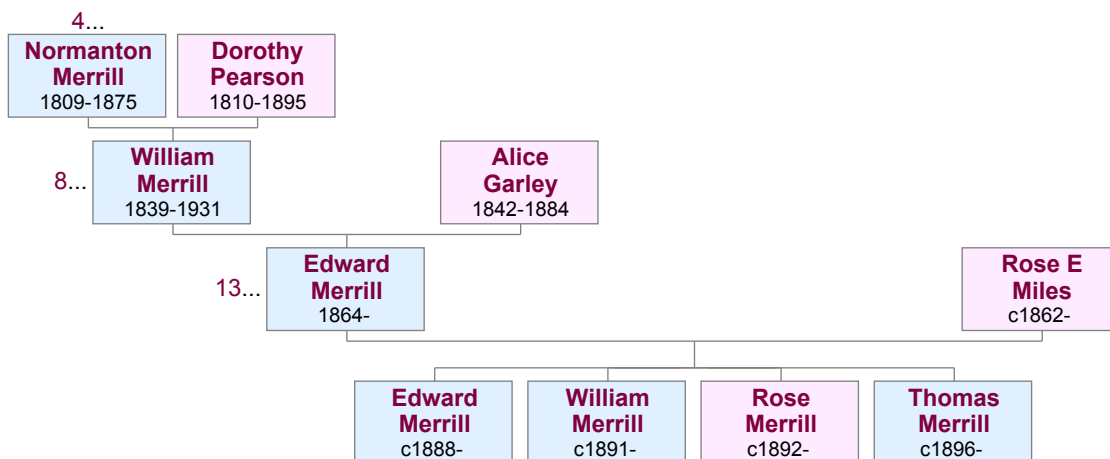 4...
Normanton
Merrill
1809-1875
Dorothy
Pearson
1810-1895
8...
William
Merrill
1839-1931
Alice
Garley
1842-1884
13...
Edward
Merrill
1864-
Rose E
Miles
c1862-
Edward
Merrill
c1888-
William
Merrill
c1891-
Rose
Merrill
c1892-
Thomas
Merrill
c1896-